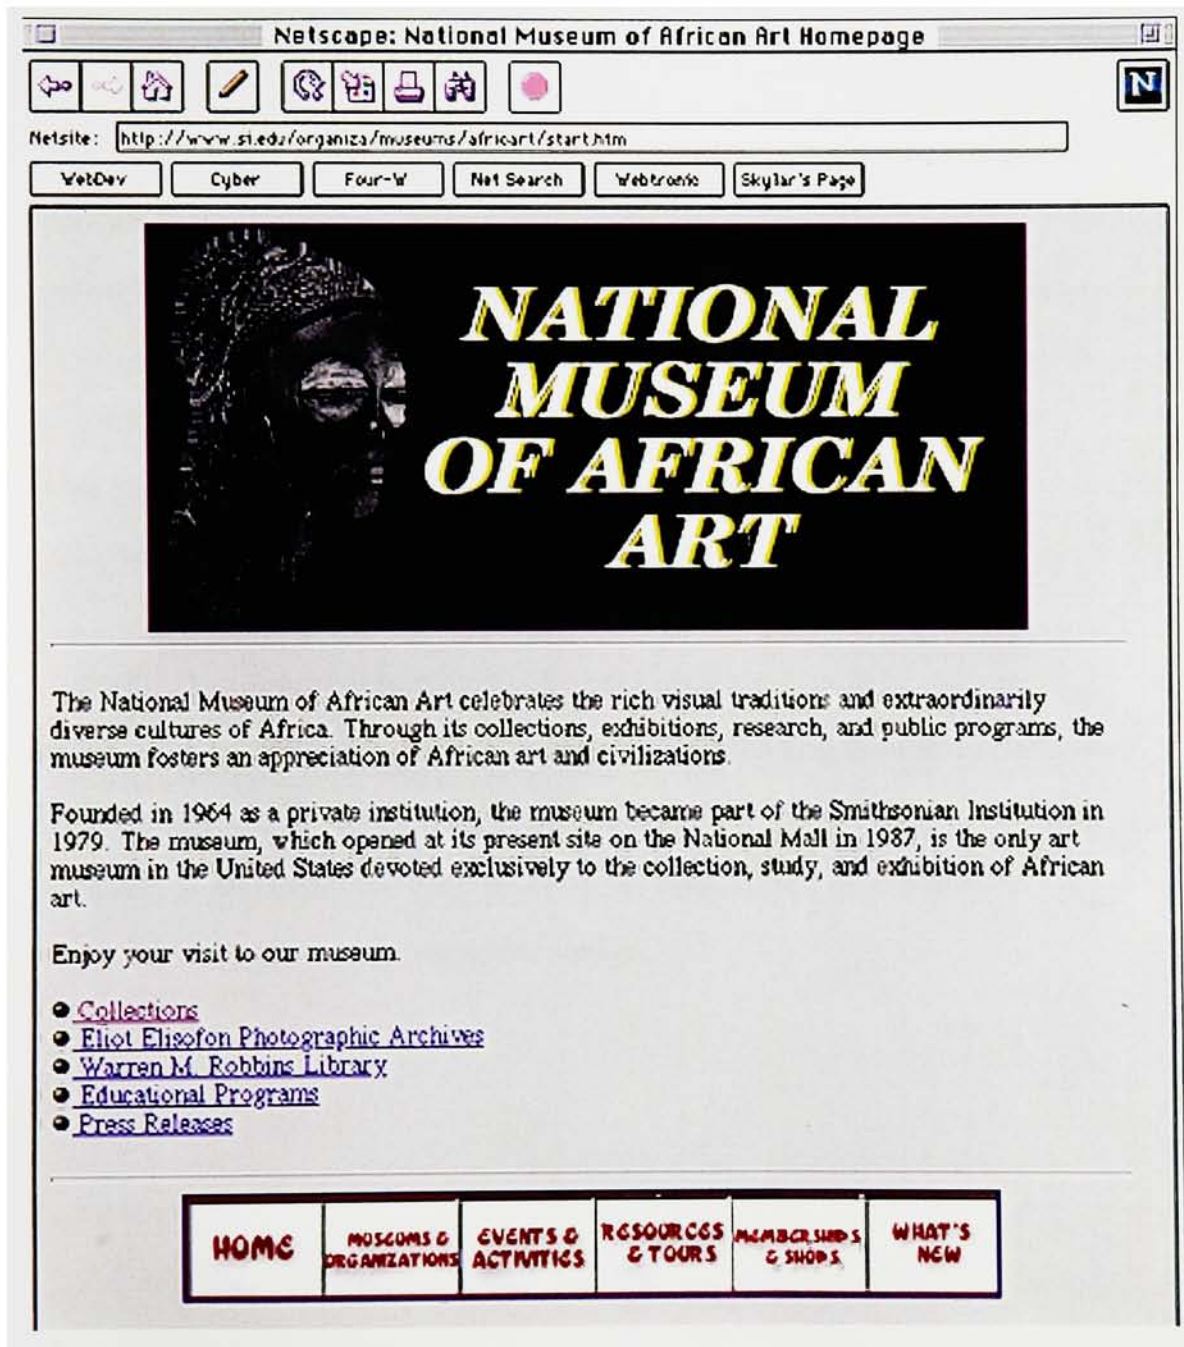 Netscape: National Museum of African Art Homepage
N
Netsite: http://www.si.edu/organiza/museums/africart/start.htm
WebDev Cyber Four-W Net Search Webtronic Skylar's Page
NATIONAL
MUSEUM
OF AFRICAN
ART
The National Museum of African Art celebrates the rich visual traditions and extraordinarily
diverse cultures of Africa. Through its collections, exhibitions, research, and public programs, the
museum fosters an appreciation of African art and civilizations.
Founded in 1964 as a private institution, the museum became part of the Smithsonian Institution in
1979. The museum, which opened at its present site on the National Mall in 1987, is the only art
museum in the United States devoted exclusively to the collection, study, and exhibition of African
art.
Enjoy your visit to our museum.
Collections
Eliot Elisofon Photographic Archives
Warren M. Robbins Library
Educational Programs
Press Releases
HOME
MUSEUMS &
ORGANIZATIONS
EVENTS &
ACTIVITIES
RESOURCES
& TOURS
MEMBERSHIPS
& SHOPS
WHAT'S
NEW